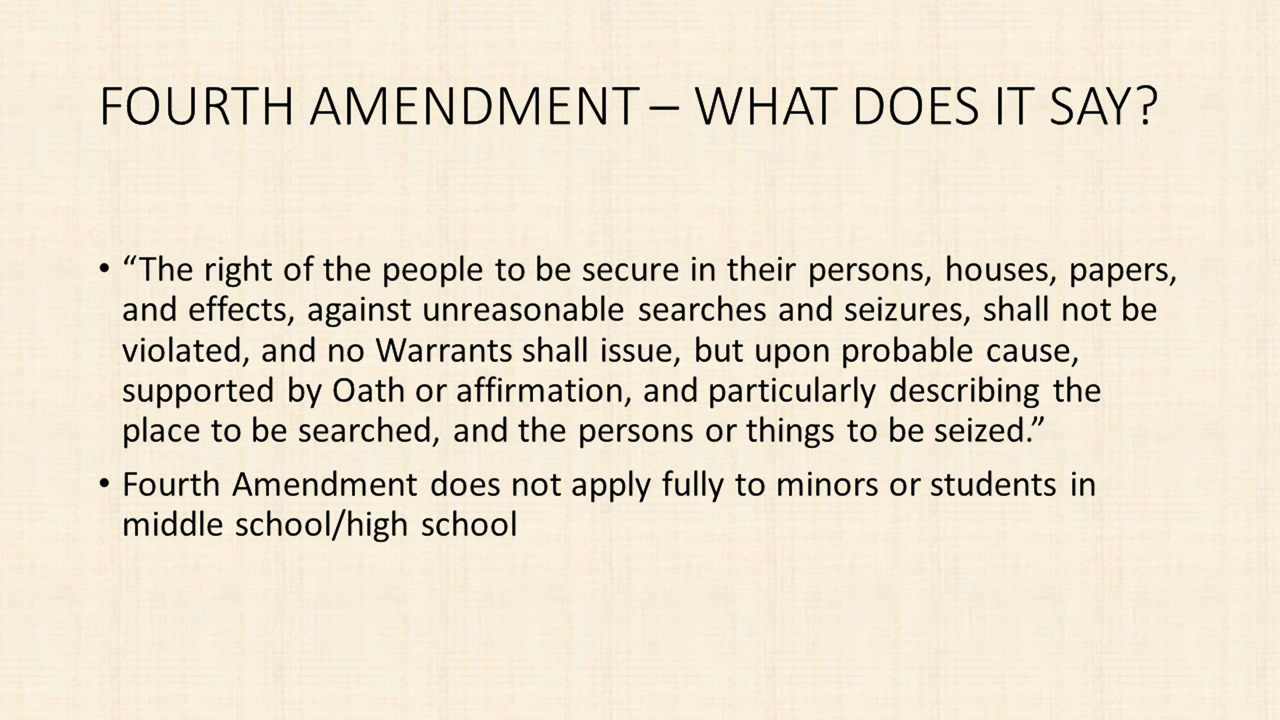 FOURTH AMENDMENT – WHAT DOES IT SAY?
• “The right of the people to be secure in their persons, houses, papers,
and effects, against unreasonable searches and seizures, shall not be
violated, and no Warrants shall issue, but upon probable cause,
supported by Oath or affirmation, and particularly describing the
place to be searched, and the persons or things to be seized.”
• Fourth Amendment does not apply fully to minors or students in
middle school/high school